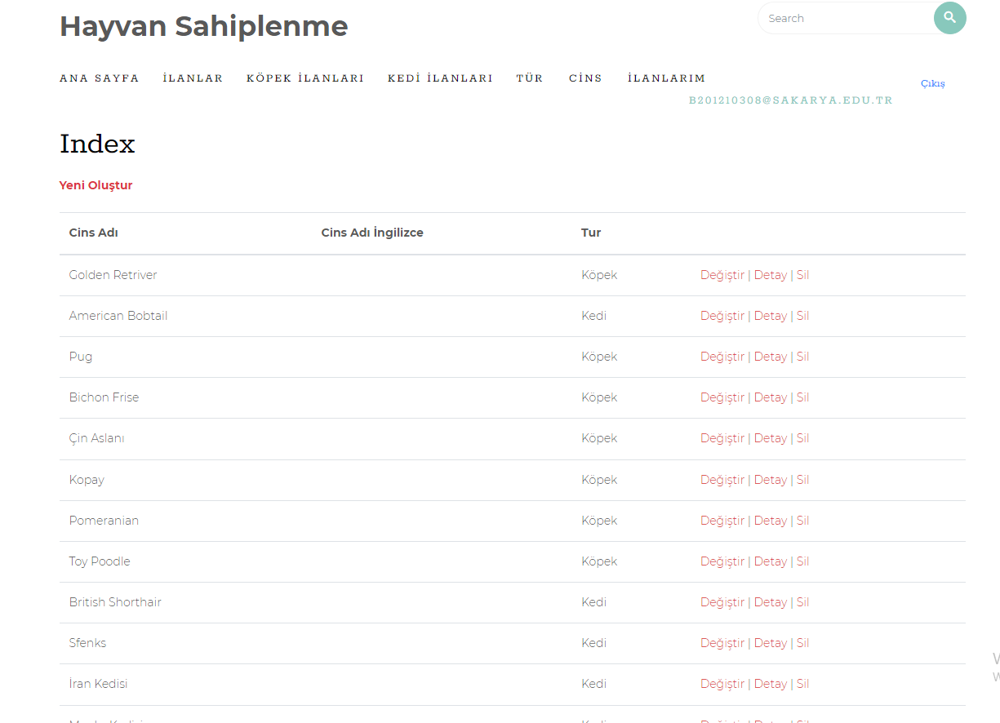 Hayvan Sahiplenme
Search
ANA SAYFA İLANLAR KÖPEK İLANLARI KEDİ İLANLARI TÜR CİNS İLANLARIM
Çıkış
B201210308@SAKARYA.EDU.TR
Index
Yeni Oluştur
Cins Adı Cins Adı İngilizce Tur
Golden Retriver Köpek Değiştir | Detay | Sil
American Bobtail Kedi Değiştir | Detay | Sil
Pug Köpek Değiştir | Detay | Sil
Bichon Frise Köpek Değiştir | Detay | Sil
Çin Aslanı Köpek Değiştir | Detay | Sil
Kopay Köpek Değiştir | Detay | Sil
Pomeranian Köpek Değiştir | Detay | Sil
Toy Poodle Köpek Değiştir | Detay | Sil
British Shorthair Kedi Değiştir | Detay | Sil
Sfenks Kedi Değiştir | Detay | Sil
İran Kedisi Kedi Değiştir | Detay | Sil